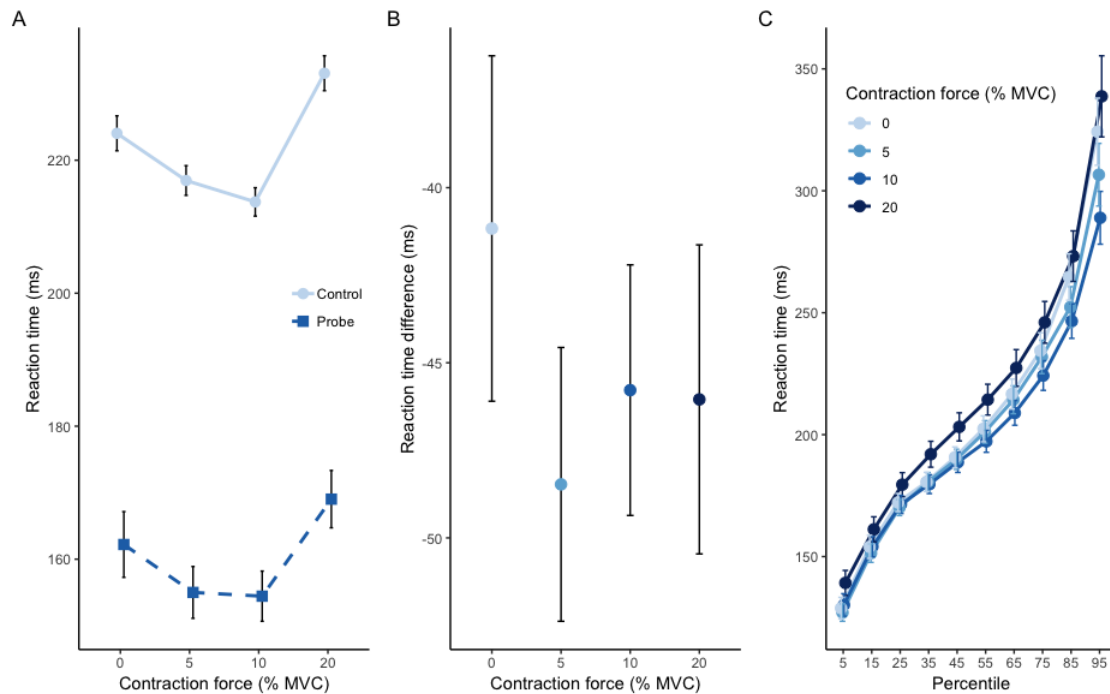 A
Reaction time (ms)
220
200
180
160
Control
Probe
0 5 10 20
Contraction force (% MVC)
B
Reaction time difference (ms)
-40
-45
-50
0 5 10 20
Contraction force (% MVC)
C
Reaction time (ms)
350
300
250
200
150
Contraction force (% MVC)
0
5
10
20
5 15 25 35 45 55 65 75 85 95
Percentile